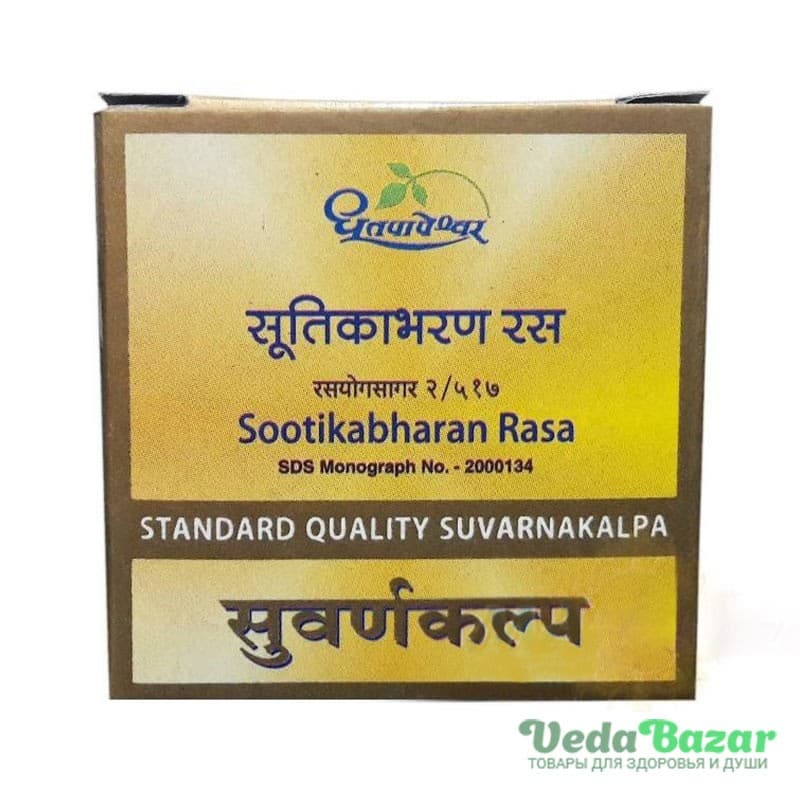 धूतपापेश्वर
सूतिकाभरण रस
रसयोगसागर २/५१७
Sootikabharan Rasa
SDS Monograph No. - 2000134
STANDARD QUALITY SUVARNAKALPA
सुवर्णकल्प
VedaBazar
ТОВАРЫ ДЛЯ ЗДОРОВЬЯ И ДУШИ